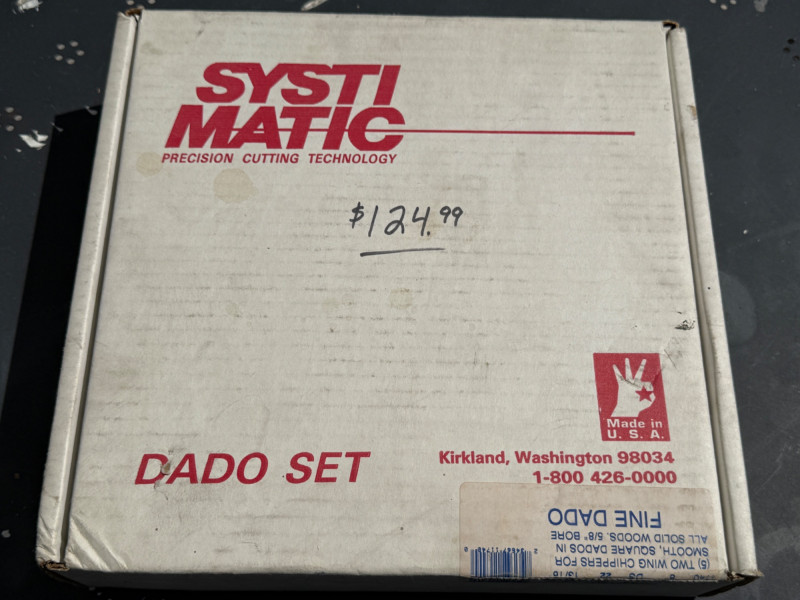 SYSTI
MATIC
PRECISION CUTTING TECHNOLOGY
$124.99
Made in
U. S. A.
DADO SET
Kirkland, Washington 98034
1-800 426-0000
(5) TWO WING CHIPPERS FOR
SMOOTH, SQUARE DADOS IN
ALL SOLID WOODS. 5/8" BORE
FINE DADO